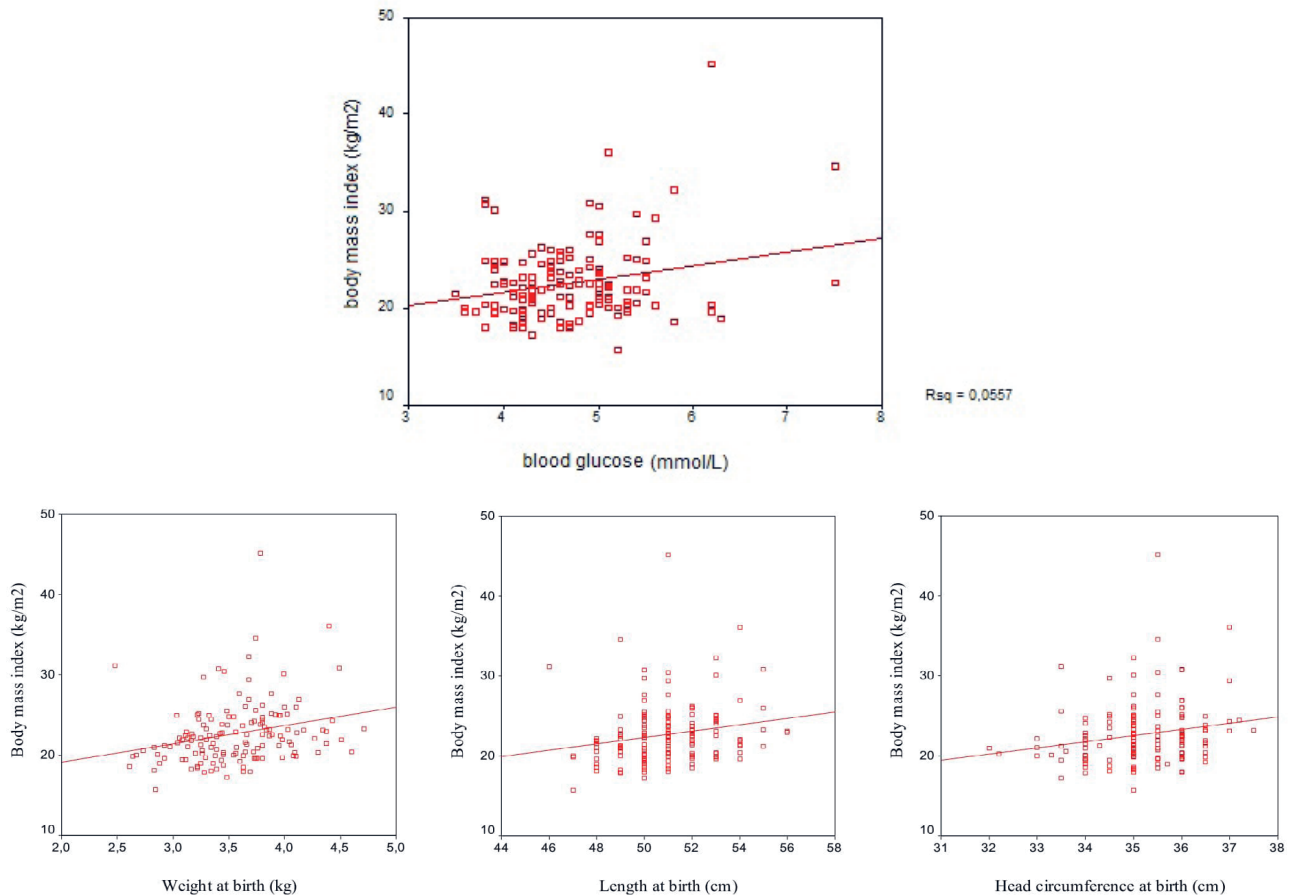 50
40
30
20
10
body mass index (kg/m2)
3 4 5 6 7 8
blood glucose (mmol/L)
Rsq = 0,0557
50
40
30
20
10
Body mass index (kg/m2)
2,0 2,5 3,0 3,5 4,0 4,5 5,0
Weight at birth (kg)
50
40
30
20
10
Body mass index (kg/m2)
44 46 48 50 52 54 56 58
Length at birth (cm)
50
40
30
20
10
Body mass index (kg/m2)
31 32 33 34 35 36 37 38
Head circumference at birth (cm)